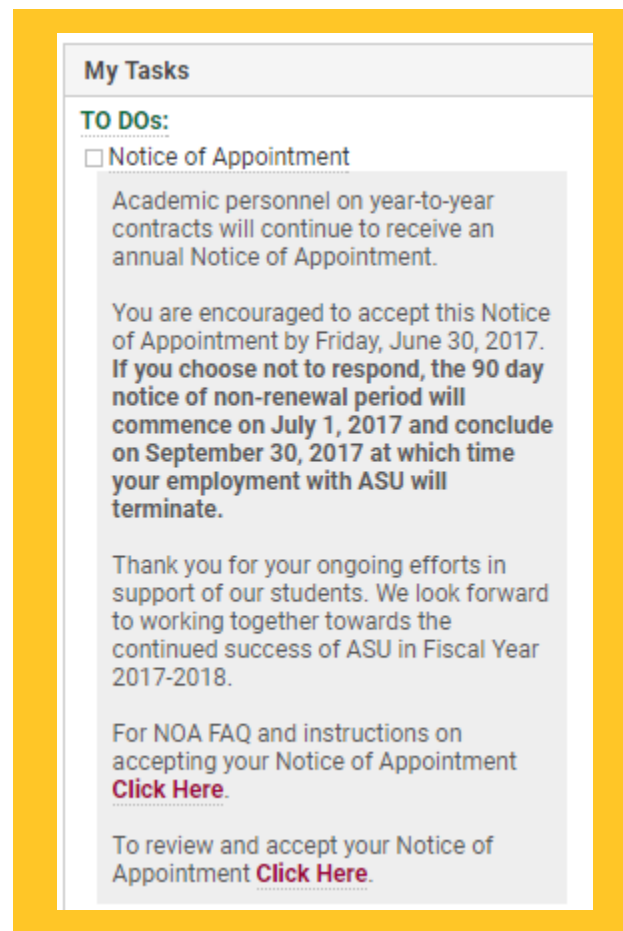 My Tasks
TO DOs:
Notice of Appointment
Academic personnel on year-to-year
contracts will continue to receive an
annual Notice of Appointment.
You are encouraged to accept this Notice
of Appointment by Friday, June 30, 2017.
If you choose not to respond, the 90 day
notice of non-renewal period will
commence on July 1, 2017 and conclude
on September 30, 2017 at which time
your employment with ASU will
terminate.
Thank you for your ongoing efforts in
support of our students. We look forward
to working together towards the
continued success of ASU in Fiscal Year
2017-2018.
For NOA FAQ and instructions on
accepting your Notice of Appointment
Click Here.
To review and accept your Notice of
Appointment Click Here.